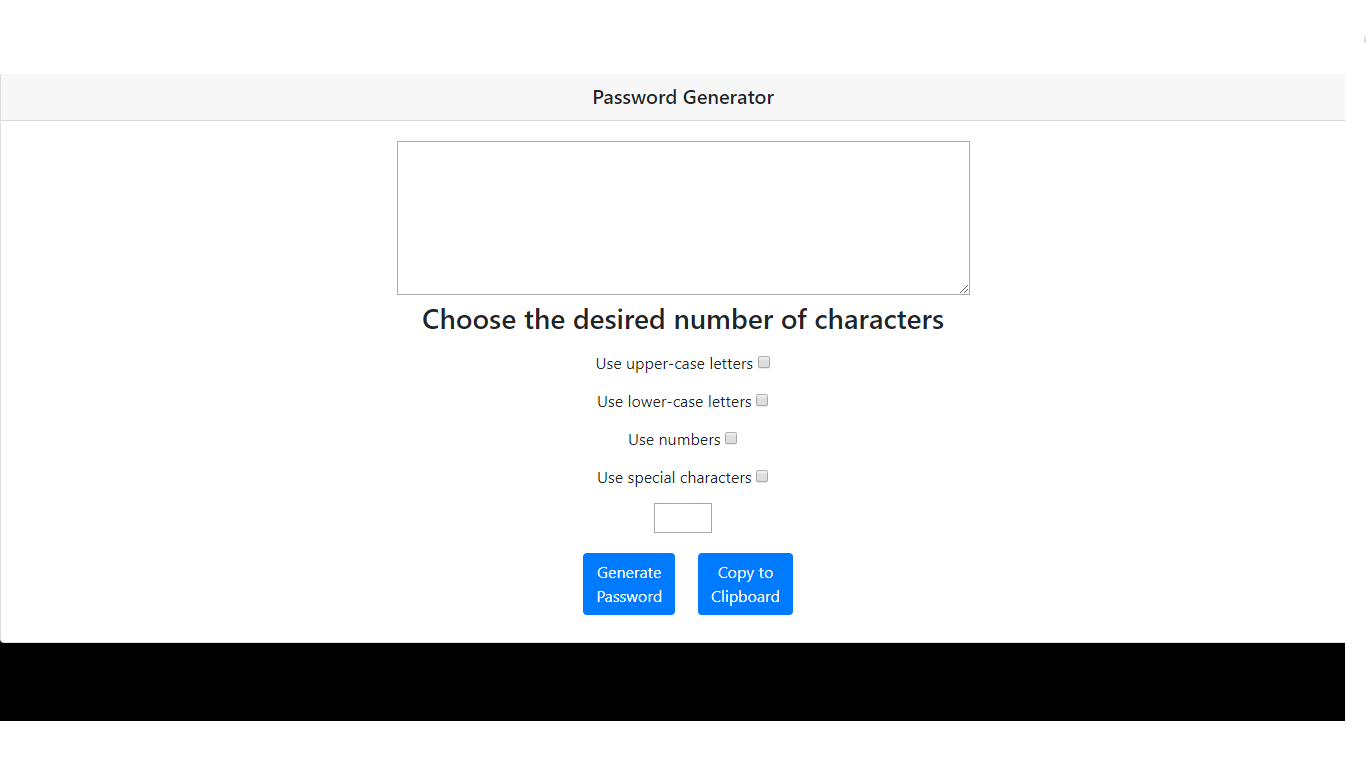 Password Generator
Choose the desired number of characters
Use upper-case letters
Use lower-case letters
Use numbers
Use special characters
Generate
Password
Copy to
Clipboard